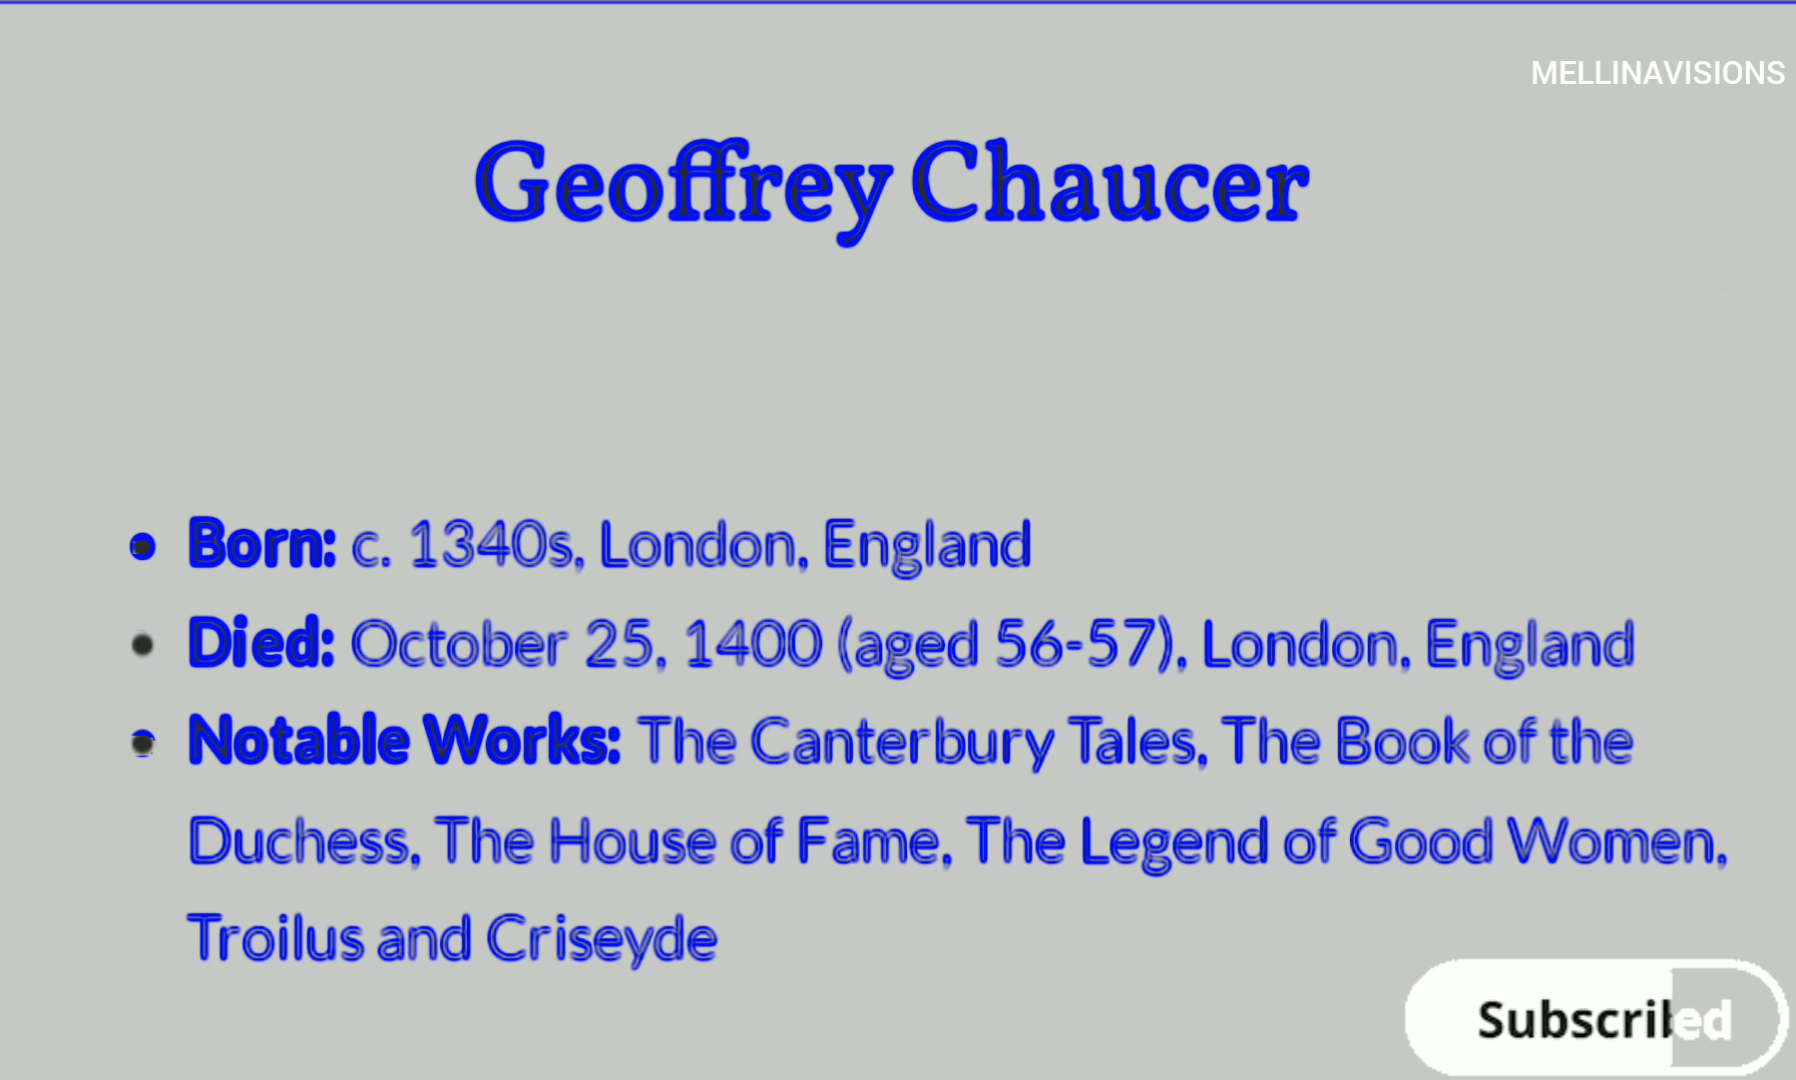 MELLINAVISIONS
Geoffrey Chaucer
• Born: c. 1340s, London, England
• Died: October 25, 1400 (aged 56-57), London, England
• Notable Works: The Canterbury Tales, The Book of the
Duchess, The House of Fame, The Legend of Good Women,
Troilus and Criseyde
Subscribed